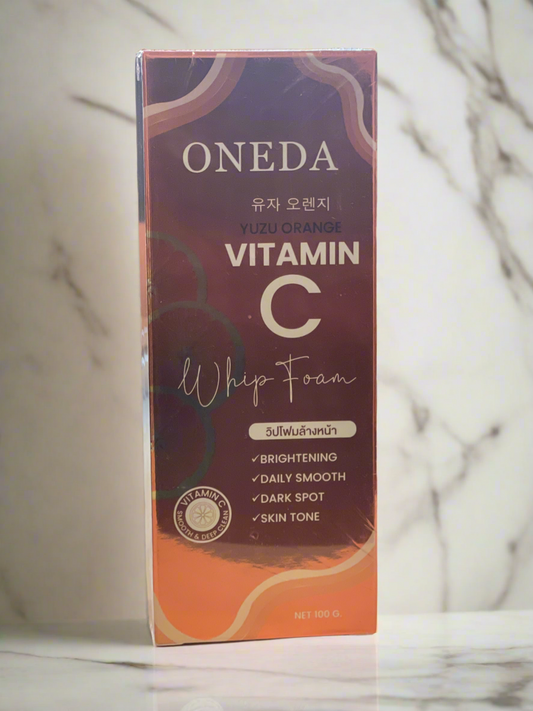 ONEDA
유자 오렌지
YUZU ORANGE
VITAMIN
C
Whip Foam
วิปโฟมล้างหน้า
✓BRIGHTENING
✓DAILY SMOOTH
✓DARK SPOT
✓SKIN TONE
VITAMIN C
SMOOTH & DEEP CLEAN
NET 100 G.